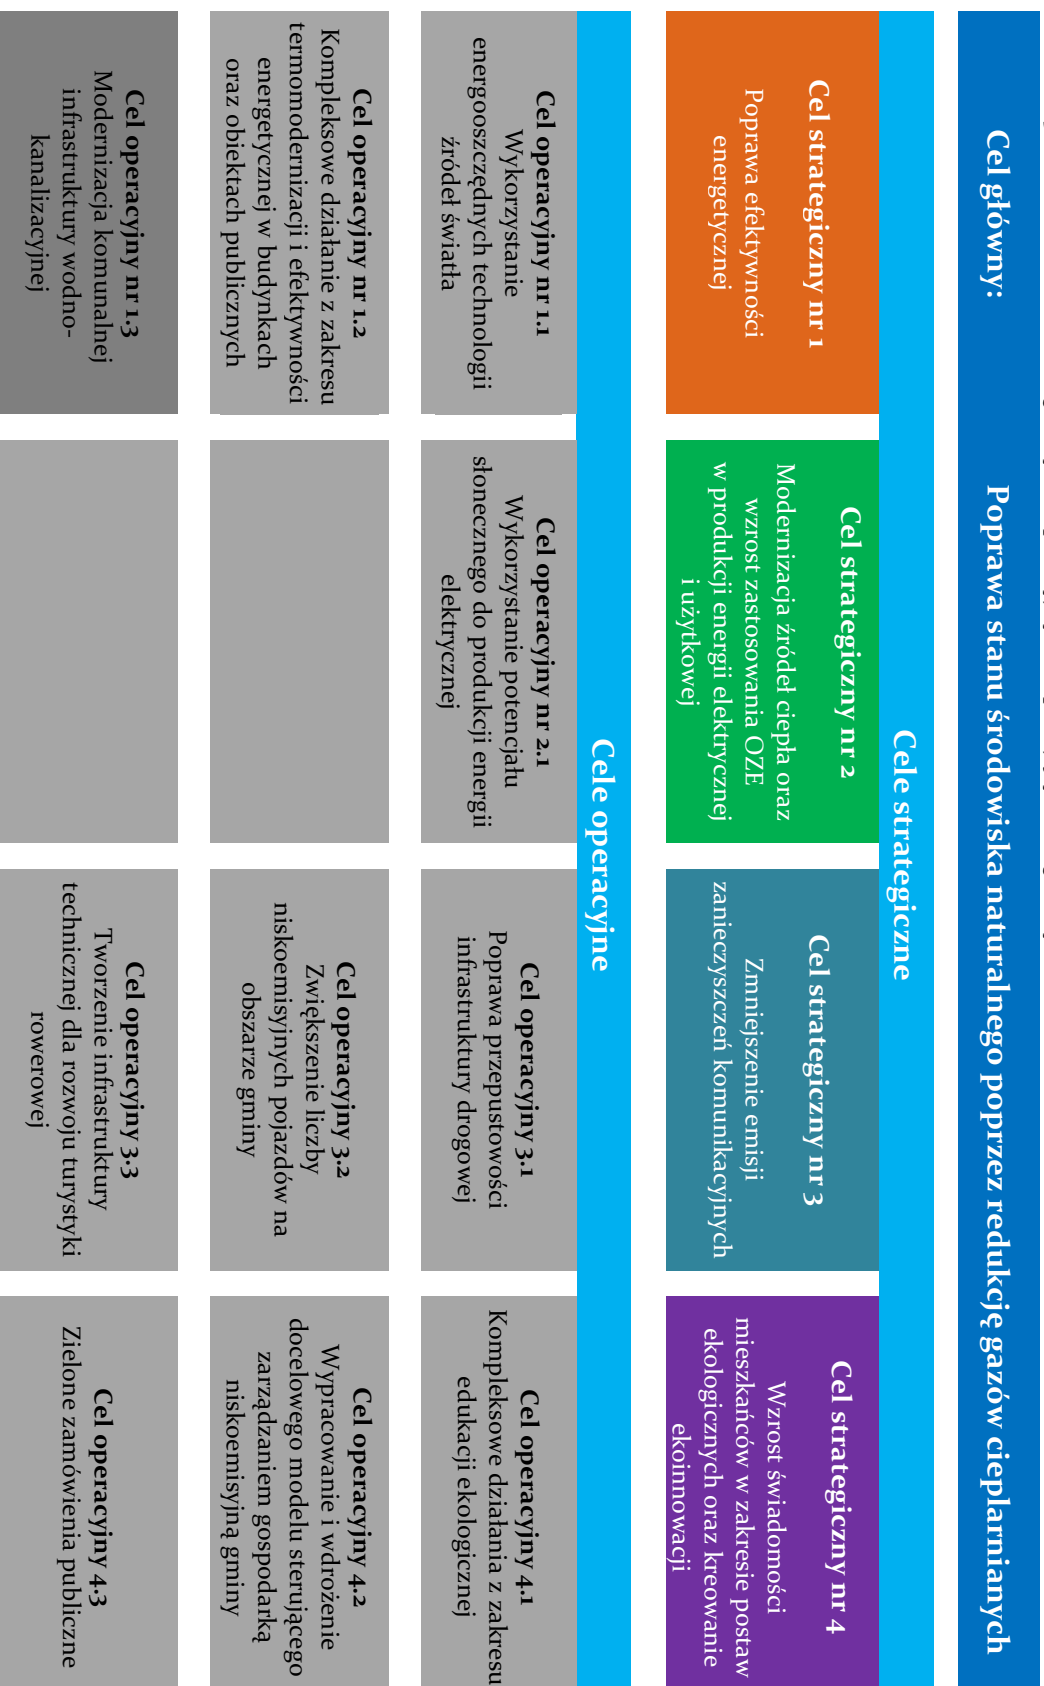 Cel główny: Poprawa stanu środowiska naturalnego poprzez redukcję gazów cieplarnianych
Cele strategiczne
Cel strategiczny nr 1
Poprawa efektywności
energetycznej
Cel strategiczny nr 2
Modernizacja źródeł ciepła oraz
wzrost zastosowania OZE
w produkcji energii elektrycznej
i użytkowej
Cel strategiczny nr 3
Zmniejszenie emisji
zanieczyszczeń komunikacyjnych
Cel strategiczny nr 4
Wzrost świadomości
mieszkańców w zakresie postaw
ekologicznych oraz kreowanie
ekoinnowacji
Cele operacyjne
Cel operacyjny nr 1.1
Wykorzystanie
energooszczędnych technologii
źródeł światła
Cel operacyjny nr 2.1
Wykorzystanie potencjału
słonecznego do produkcji energii
elektrycznej
Cel operacyjny 3.1
Poprawa przepustowości
infrastruktury drogowej
Cel operacyjny 4.1
Kompleksowe działania z zakresu
edukacji ekologicznej
Cel operacyjny nr 1.2
Kompleksowe działanie z zakresu
termomodernizacji i efektywności
energetycznej w budynkach
oraz obiektach publicznych
Cel operacyjny 3.2
Zwiększenie liczby
niskoemisyjnych pojazdów na
obszarze gminy
Cel operacyjny 4.2
Wypracowanie i wdrożenie
docelowego modelu sterującego
zarządzaniem gospodarką
niskoemisyjną gminy
Cel operacyjny nr 1.3
Modernizacja komunalnej
infrastruktury wodno-
kanalizacyjnej
Cel operacyjny 3.3
Tworzenie infrastruktury
technicznej dla rozwoju turystyki
rowerowej
Cel operacyjny 4.3
Zielone zamówienia publiczne